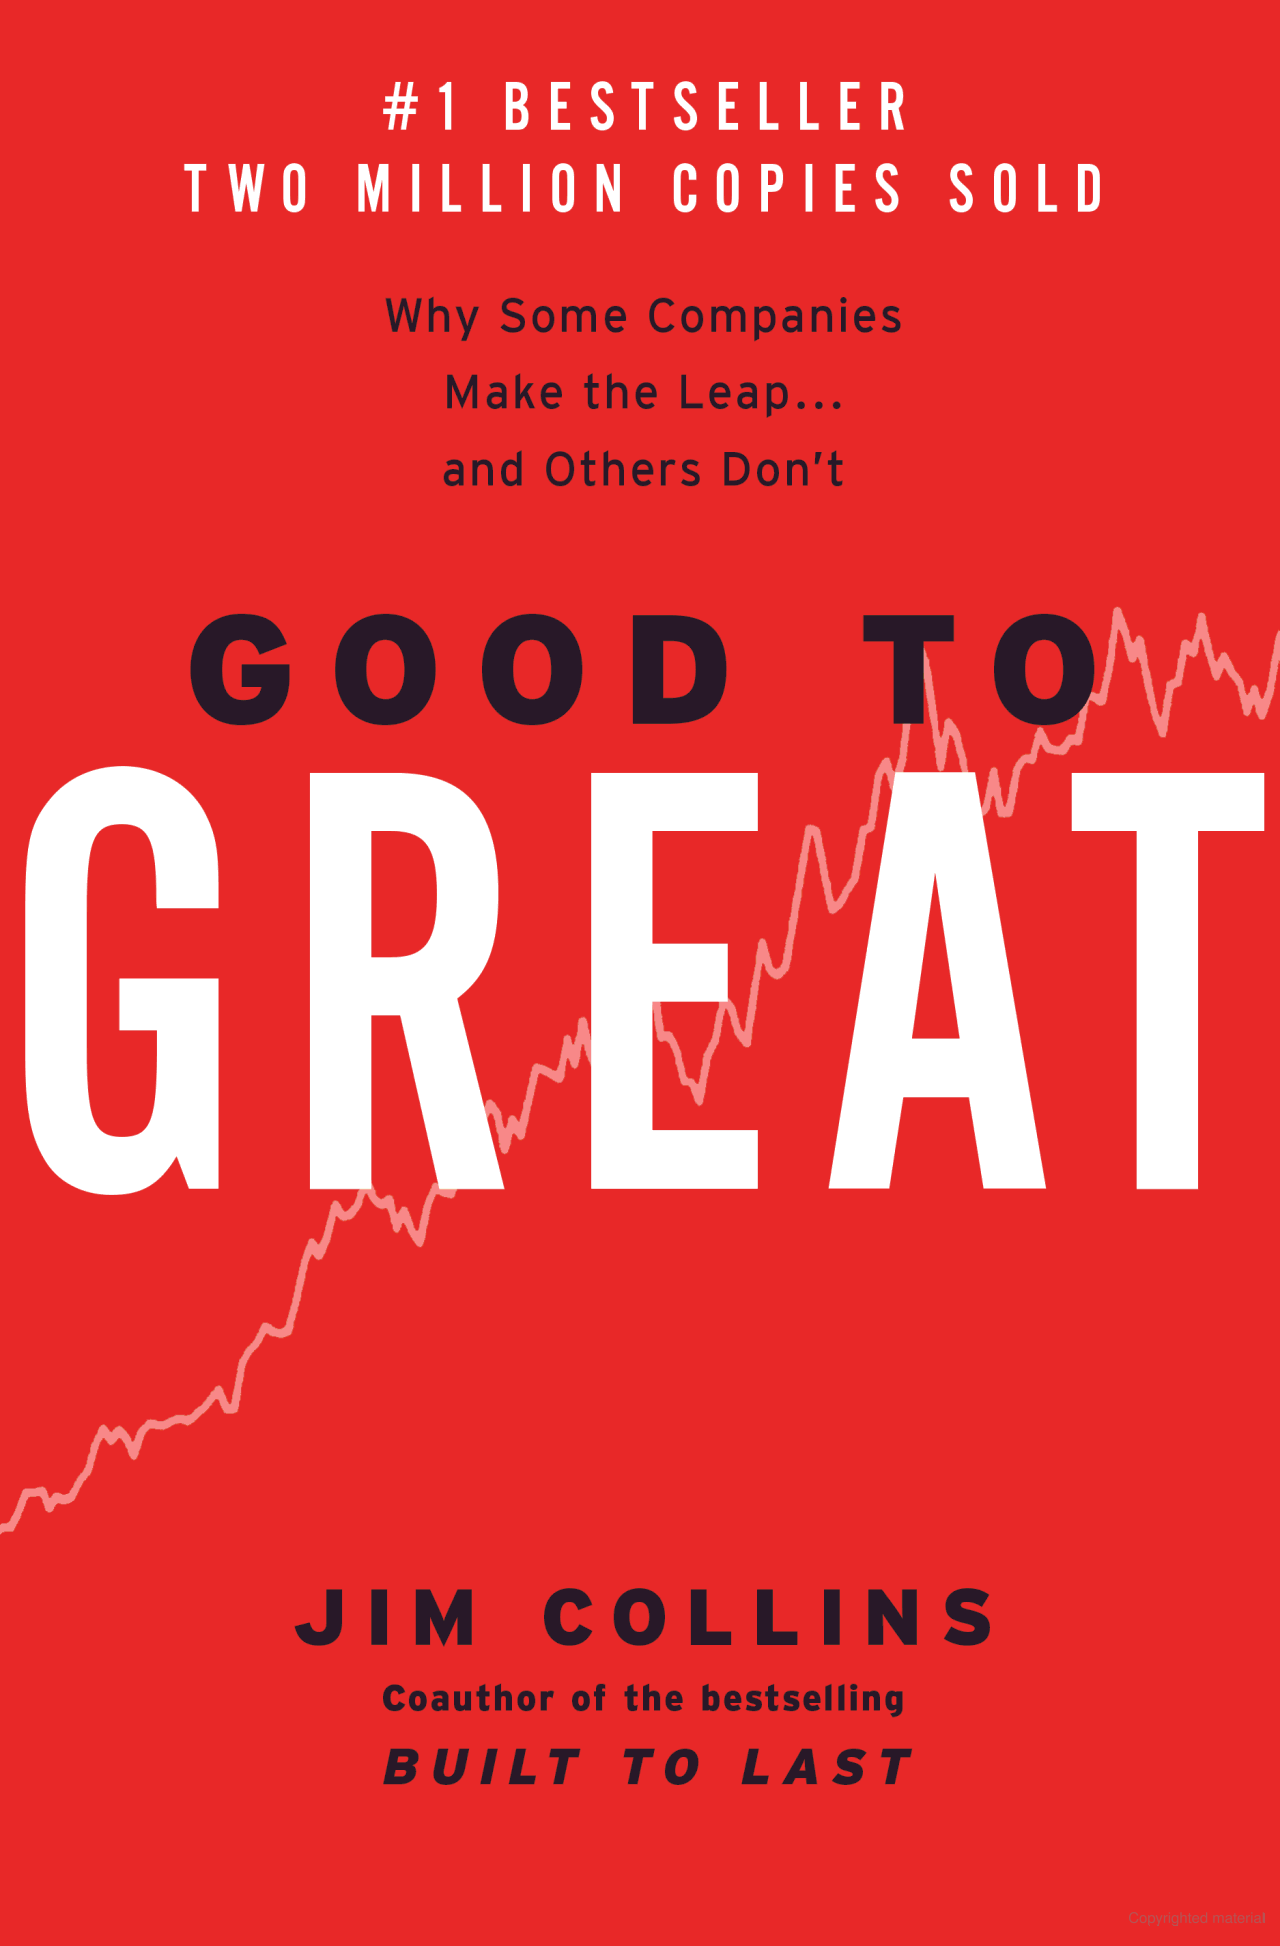 #1 BESTSELLER
TWO MILLION COPIES SOLD
Why Some Companies
Make the Leap...
and Others Don't
GOOD TO
GREAT
JIM COLLINS
Coauthor of the bestselling
BUILT TO LAST
Copyrighted material